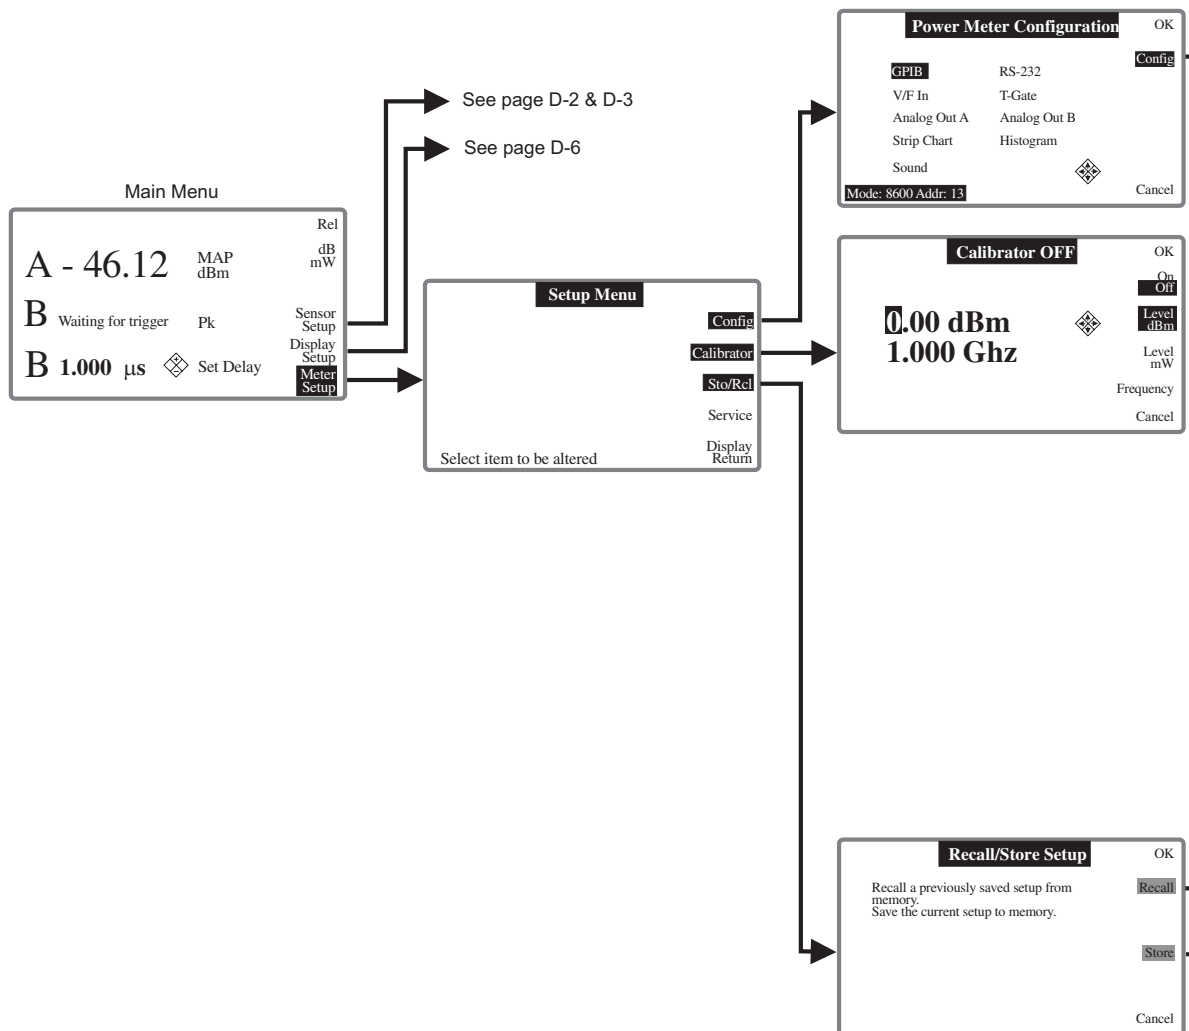 See page D-2 & D-3
See page D-6
Main Menu
Rel
dB
mW
A - 46.12 MAP
dBm
B Waiting for trigger Pk
B 1.000 μs Set Delay
Sensor
Setup
Display
Setup
Meter
Setup
Setup Menu
Config
Calibrator
Sto/Rcl
Service
Display
Return
Select item to be altered
Power Meter Configuration
OK
Config
GPIB RS-232
V/F In T-Gate
Analog Out A Analog Out B
Strip Chart Histogram
Sound
Mode: 8600 Addr: 13
Cancel
Calibrator OFF
OK
On
Off
0.00 dBm
1.000 Ghz
Level
dBm
Level
mW
Frequency
Cancel
Recall/Store Setup
OK
Recall a previously saved setup from
memory.
Save the current setup to memory.
Recall
Store
Cancel